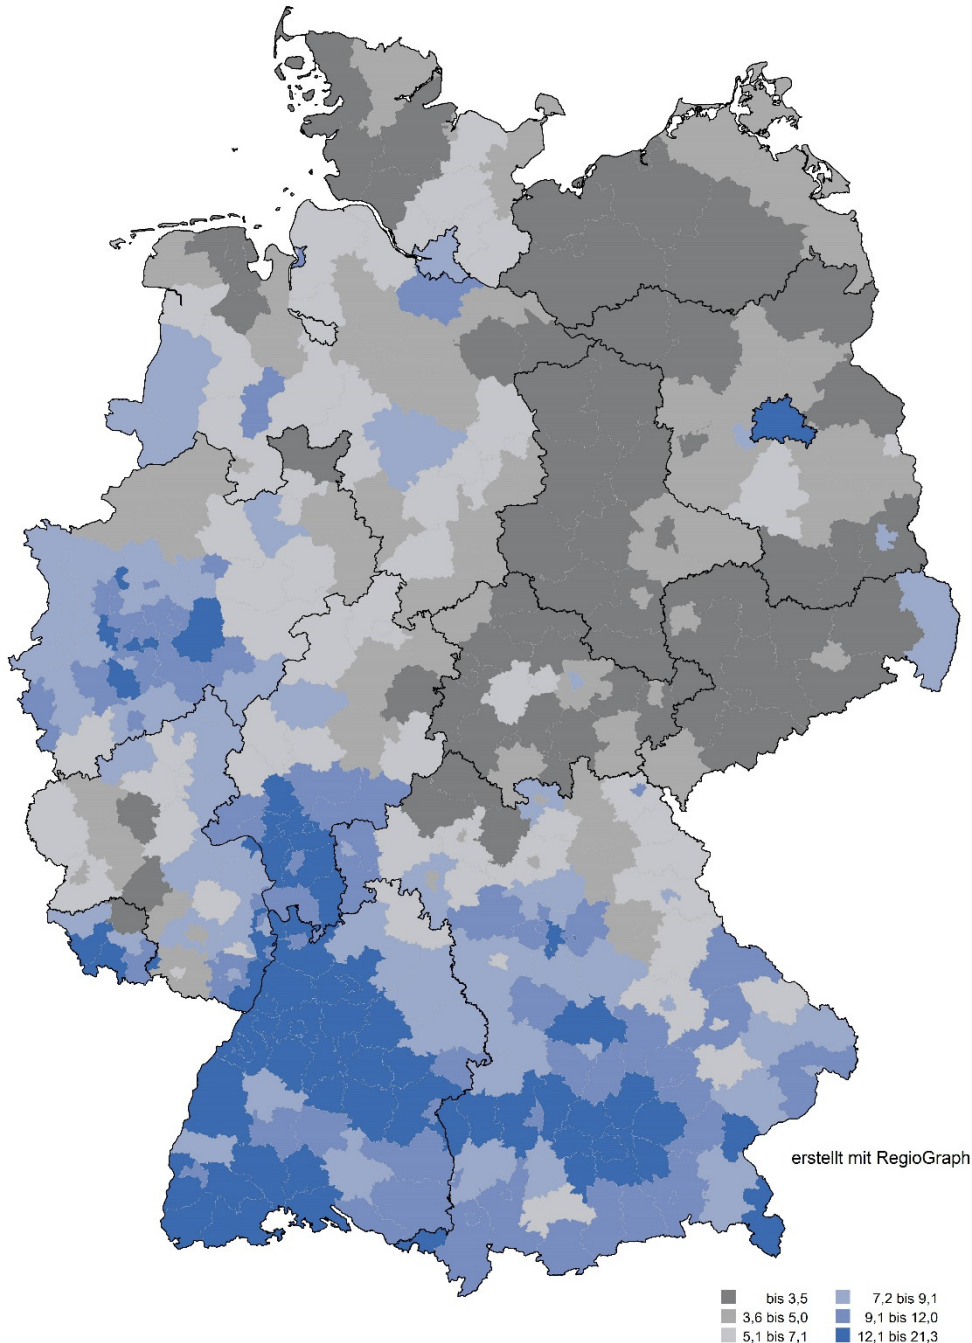 erstellt mit RegioGraph
bis 3,5
7,2 bis 9,1
3,6 bis 5,0
9,1 bis 12,0
5,1 bis 7,1
12,1 bis 21,3